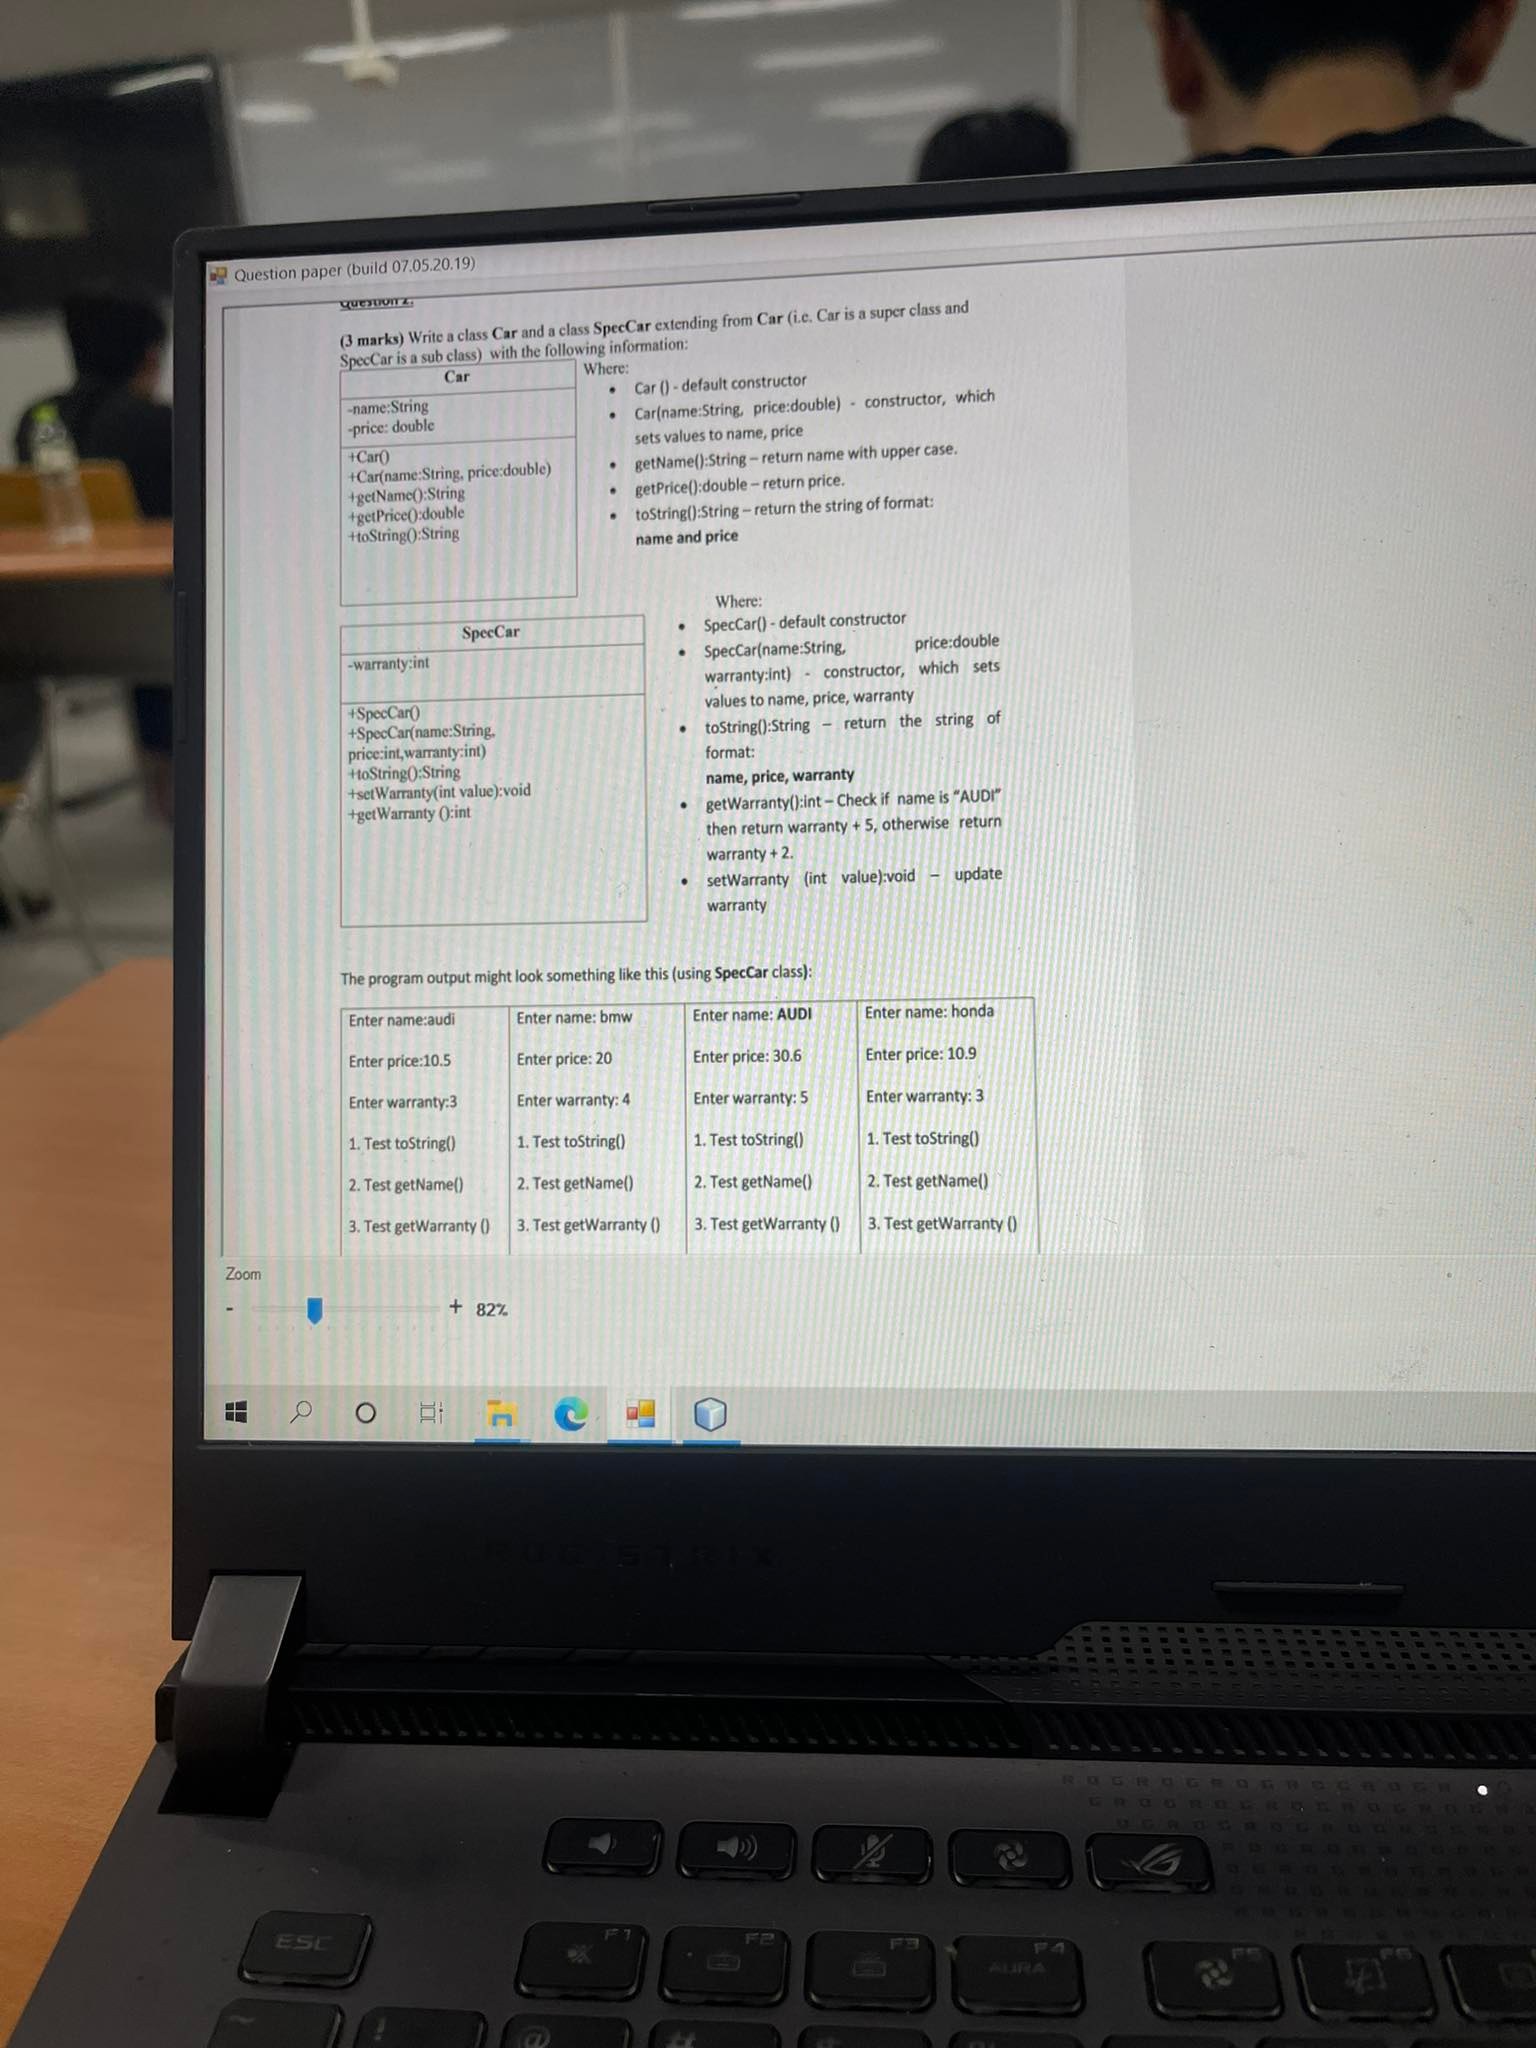 Question paper (build 07.05.20.19)
Question 2.
(3 marks) Write a class Car and a class SpecCar extending from Car (i.e. Car is a super class and
SpecCar is a sub class) with the following information:
Car
-name:String
-price: double
+Car()
+Car(name:String, price:double)
+getName():String
+getPrice():double
+toString():String
Where:
• Car () - default constructor
• Car(name:String, price:double) - constructor, which
sets values to name, price
• getName():String – return name with upper case.
• getPrice():double – return price.
• toString():String – return the string of format:
name and price
SpecCar
-warranty:int
+SpecCar()
+SpecCar(name:String,
price:int,warranty:int)
+toString():String
+setWarranty(int value):void
+getWarranty ():int
Where:
• SpecCar() - default constructor
• SpecCar(name:String, price:double
warranty:int) - constructor, which sets
values to name, price, warranty
• toString():String – return the string of
format:
name, price, warranty
• getWarranty():int – Check if name is “AUDI”
then return warranty + 5, otherwise return
warranty + 2.
• setWarranty (int value):void – update
warranty
The program output might look something like this (using SpecCar class):
Enter name:audi
Enter price:10.5
Enter warranty:3
1. Test toString()
2. Test getName()
3. Test getWarranty ()
Enter name: bmw
Enter price: 20
Enter warranty: 4
1. Test toString()
2. Test getName()
3. Test getWarranty ()
Enter name: AUDI
Enter price: 30.6
Enter warranty: 5
1. Test toString()
2. Test getName()
3. Test getWarranty ()
Enter name: honda
Enter price: 10.9
Enter warranty: 3
1. Test toString()
2. Test getName()
3. Test getWarranty ()
Zoom
- + 82%
ROG STRIX
ESC
F1
F2
F3
F4
AURA
F5
F6
~
!
@
#